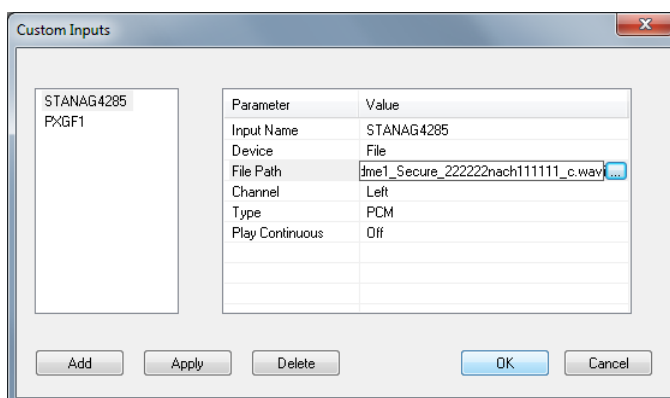 Custom Inputs
STANAG4285
PXGF1
Parameter Value
Input Name STANAG4285
Device File
File Path dme1_Secure_222222nach111111_c.wav ...
Channel Left
Type PCM
Play Continuous Off
Add Apply Delete OK Cancel